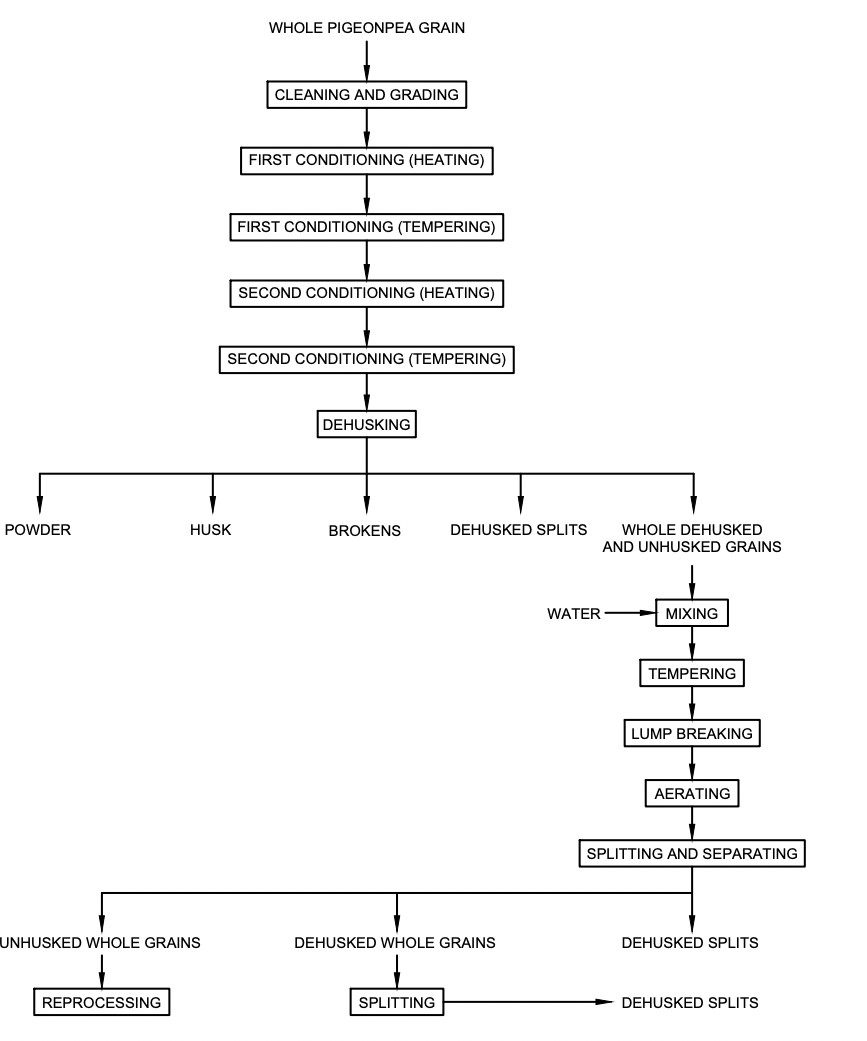 WHOLE PIGEONPEA GRAIN
CLEANING AND GRADING
FIRST CONDITIONING (HEATING)
FIRST CONDITIONING (TEMPERING)
SECOND CONDITIONING (HEATING)
SECOND CONDITIONING (TEMPERING)
DEHUSKING
POWDER
HUSK
BROKENS
DEHUSKED SPLITS
WHOLE DEHUSKED
AND UNHUSKED GRAINS
WATER
MIXING
TEMPERING
LUMP BREAKING
AERATING
SPLITTING AND SEPARATING
UNHUSKED WHOLE GRAINS
DEHUSKED WHOLE GRAINS
DEHUSKED SPLITS
REPROCESSING
SPLITTING
DEHUSKED SPLITS